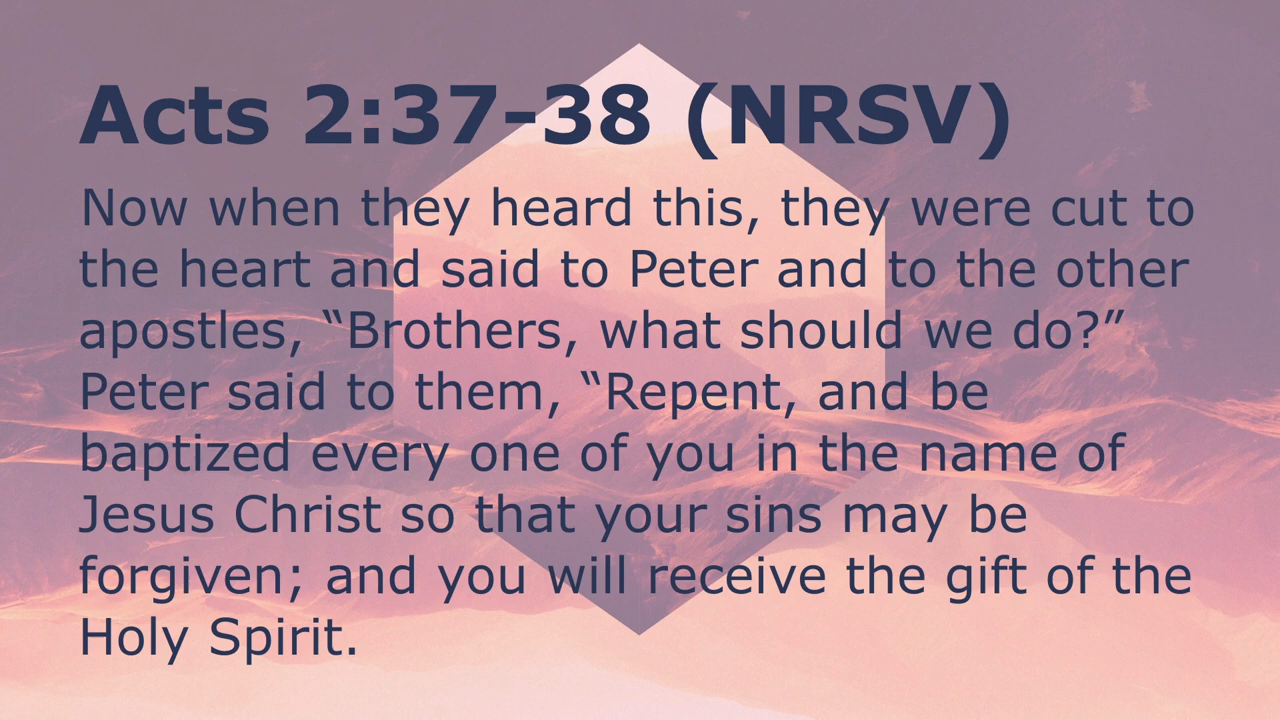 Acts 2:37-38 (NRSV)
Now when they heard this, they were cut to
the heart and said to Peter and to the other
apostles, “Brothers, what should we do?”
Peter said to them, “Repent, and be
baptized every one of you in the name of
Jesus Christ so that your sins may be
forgiven; and you will receive the gift of the
Holy Spirit.